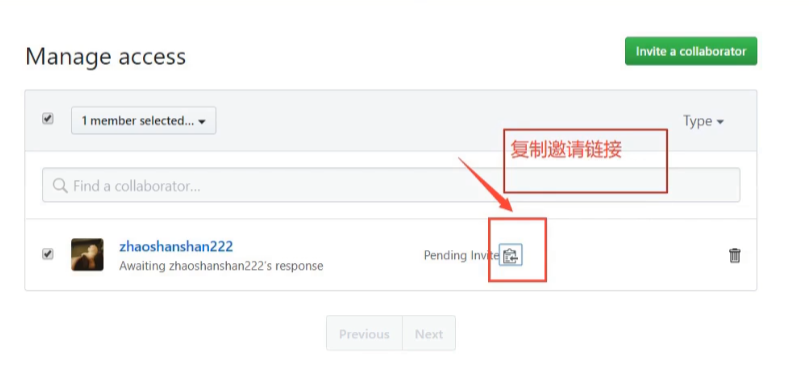 Manage access
Invite a collaborator
1 member selected...
Type
复制邀请链接
Find a collaborator...
zhaoshanshan222
Awaiting zhaoshanshan222's response
Pending Invite
Previous
Next